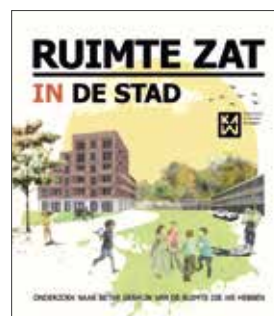 RUIMTE ZAT
IN DE STAD
KAW
ONDERZOEK NAAR BETER GEBRUIK VAN DE RUIMTE DIE WE HEBBEN